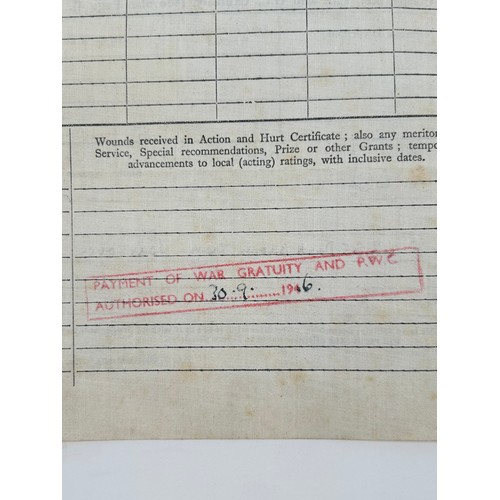 Wounds received in Action and Hurt Certificate ; also any meritor
Service, Special recommendations, Prize or other Grants ; tempo
advancements to local (acting) ratings, with inclusive dates.
PAYMENT OF WAR GRATUITY AND P.W.C.
AUTHORISED ON 30.9. 1946.